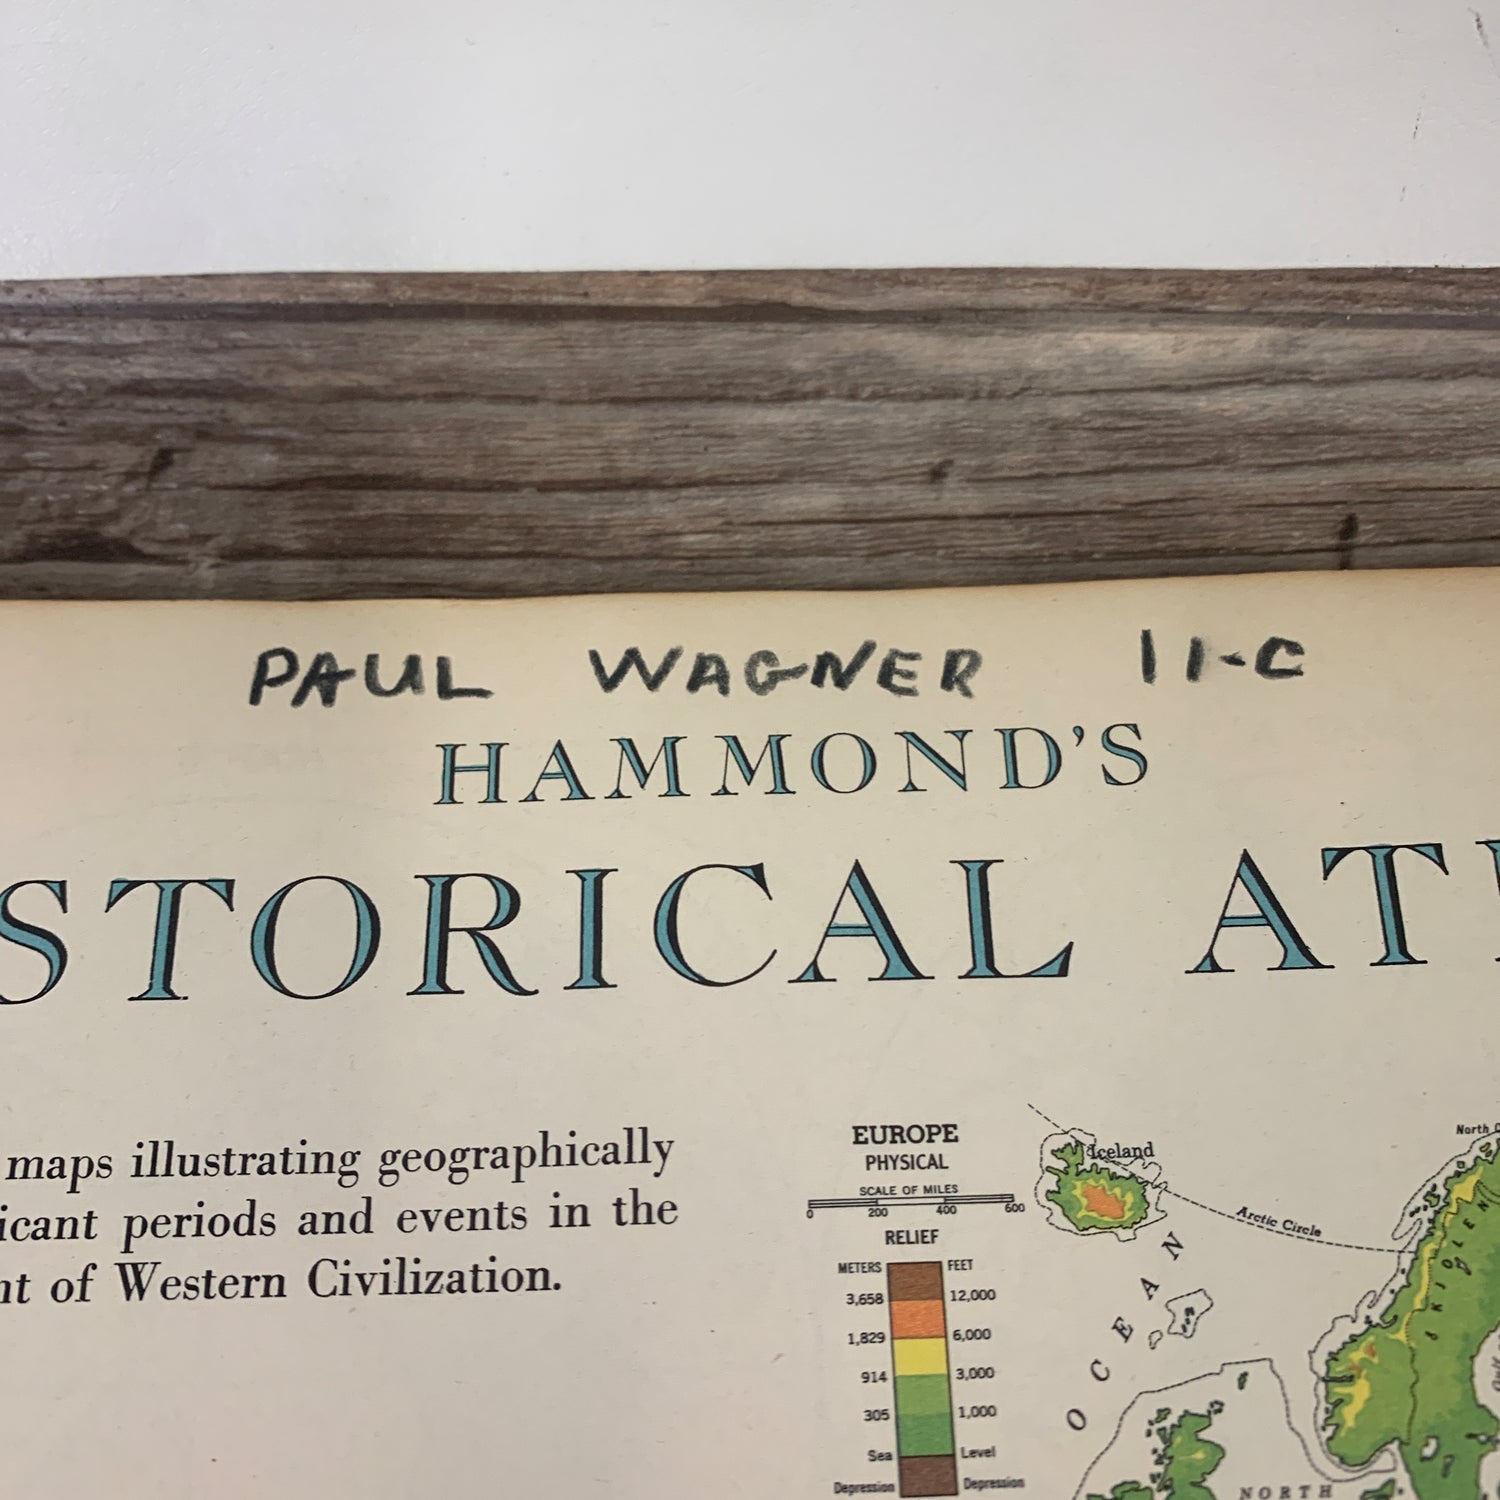 PAUL WAGNER 11-C
HAMMOND'S
STORICAL AT
maps illustrating geographically
icant periods and events in the
nt of Western Civilization.
EUROPE
PHYSICAL
SCALE OF MILES
0 200 400 600
RELIEF
METERS FEET
3,658 12,000
1,829 6,000
914 3,000
305 1,000
Sea Level
Depression Depression
Iceland
Arctic Circle
North
OCEAN
KIOLEN
NORTH